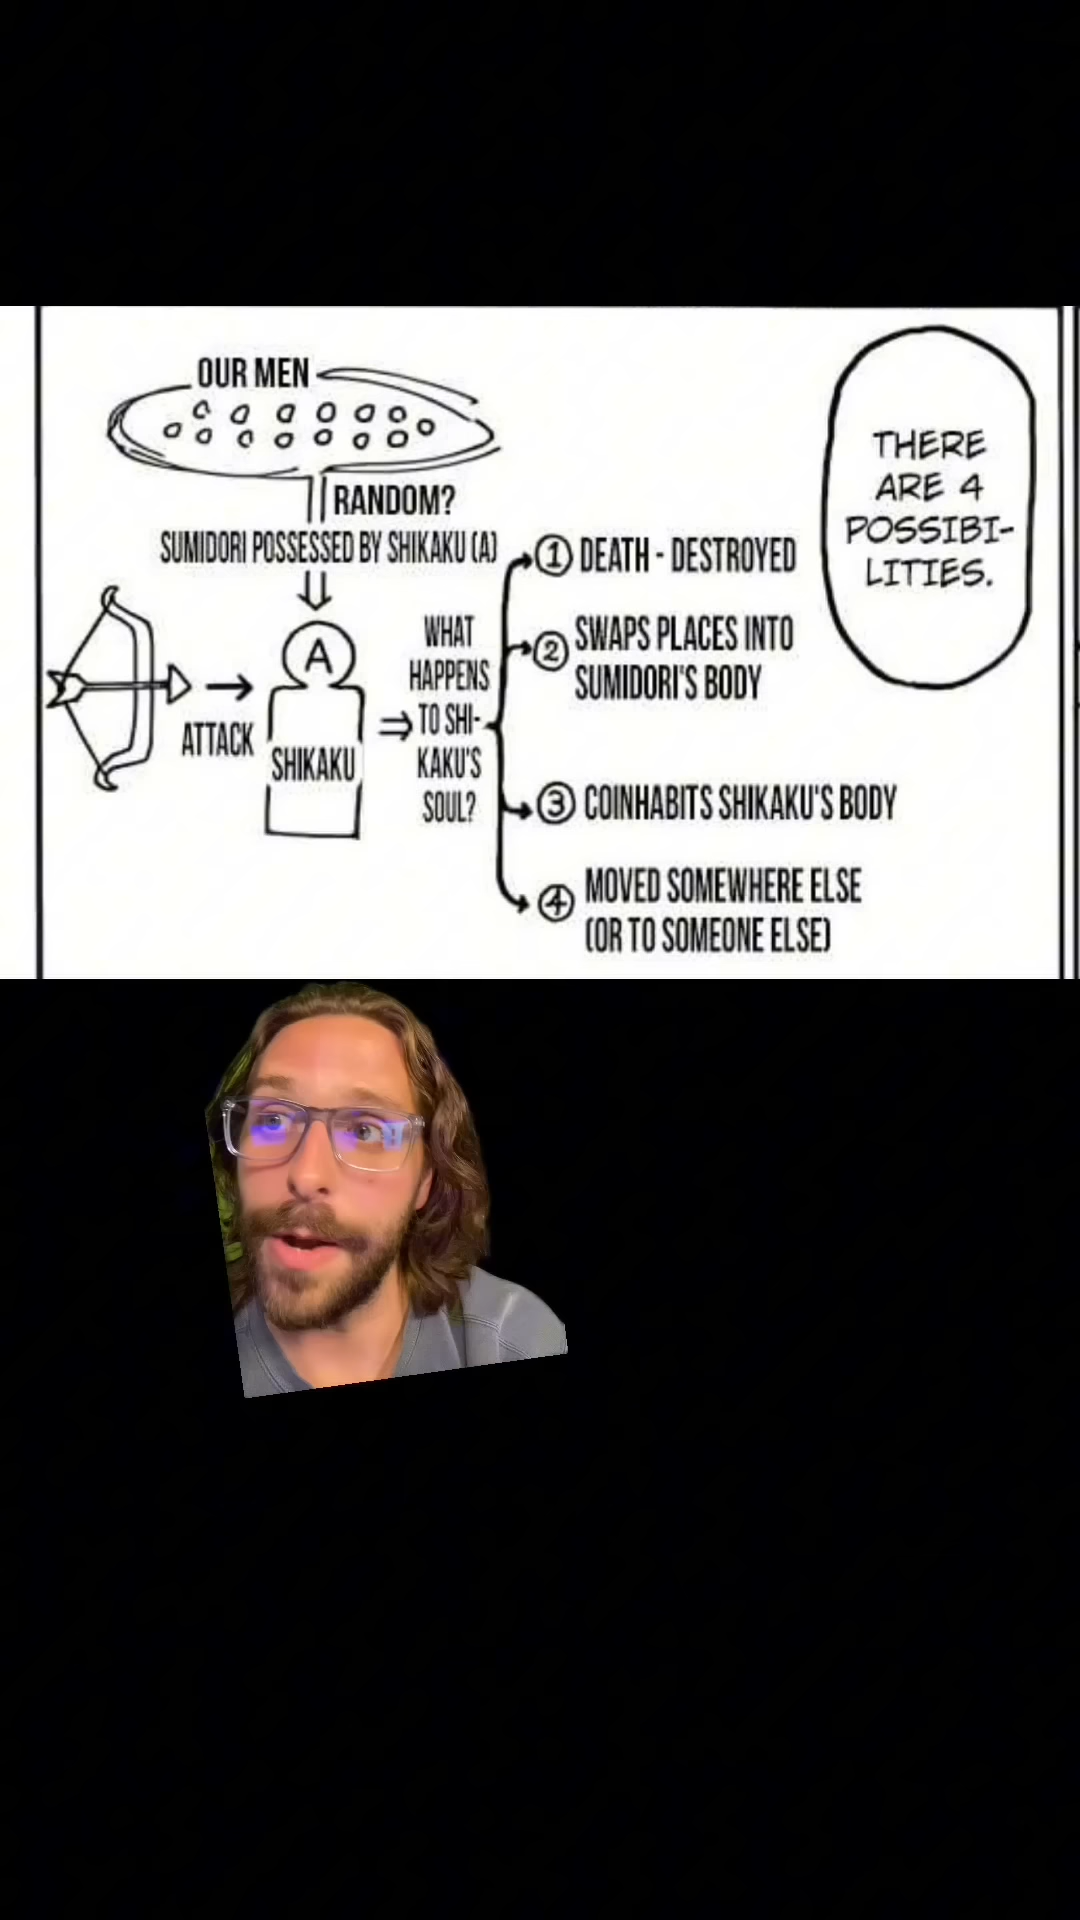 OUR MEN
RANDOM?
SUMIDORI POSSESSED BY SHIKAKU (A)
A
SHIKAKU
ATTACK
WHAT
HAPPENS
TO SHI-
KAKU'S
SOUL?
① DEATH - DESTROYED
② SWAPS PLACES INTO
SUMIDORI'S BODY
③ COINHABITS SHIKAKU'S BODY
④ MOVED SOMEWHERE ELSE
(OR TO SOMEONE ELSE)
THERE
ARE 4
POSSIBI-
LITIES.